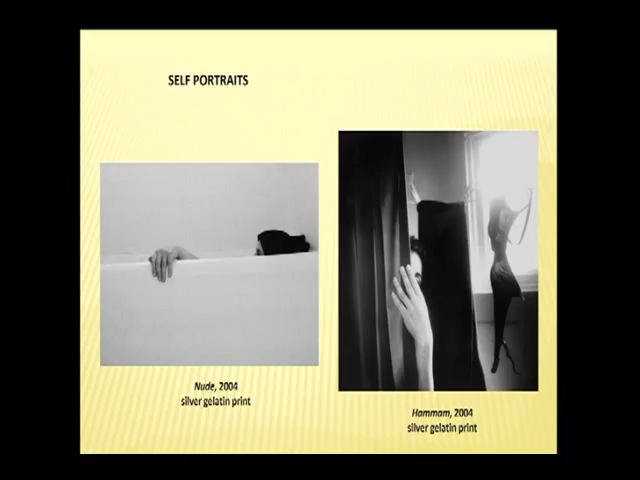 SELF PORTRAITS
Nude, 2004
silver gelatin print
Hammam, 2004
silver gelatin print